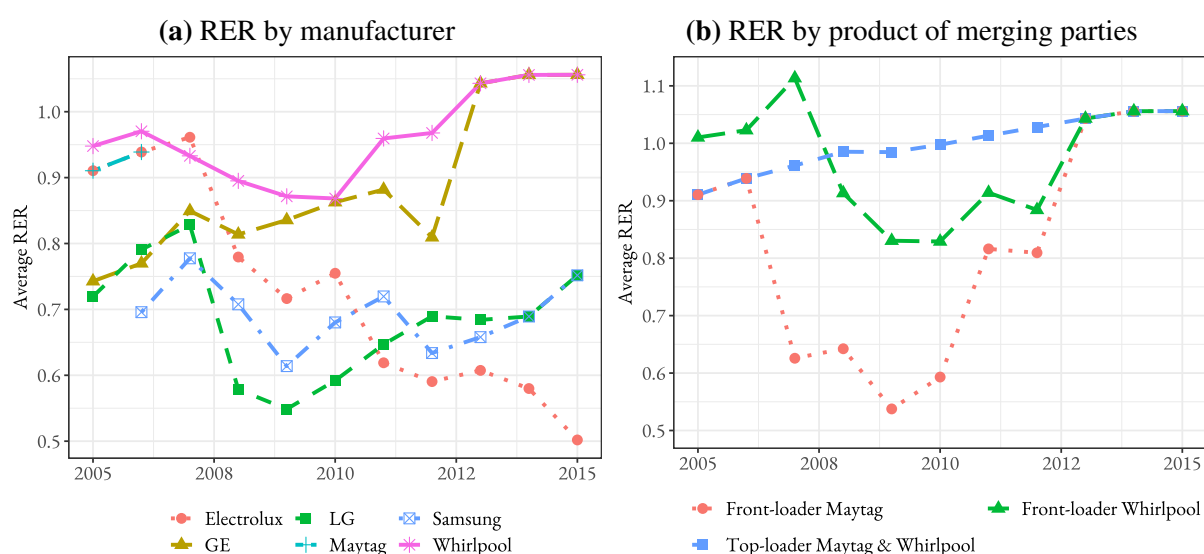 (a) RER by manufacturer
Average RER
1.0
0.9
0.8
0.7
0.6
0.5
2005
2008
2010
2012
2015
Electrolux
LG
Samsung
GE
Maytag
Whirlpool
(b) RER by product of merging parties
Average RER
1.1
1.0
0.9
0.8
0.7
0.6
0.5
2005
2008
2010
2012
2015
Front-loader Maytag
Front-loader Whirlpool
Top-loader Maytag & Whirlpool